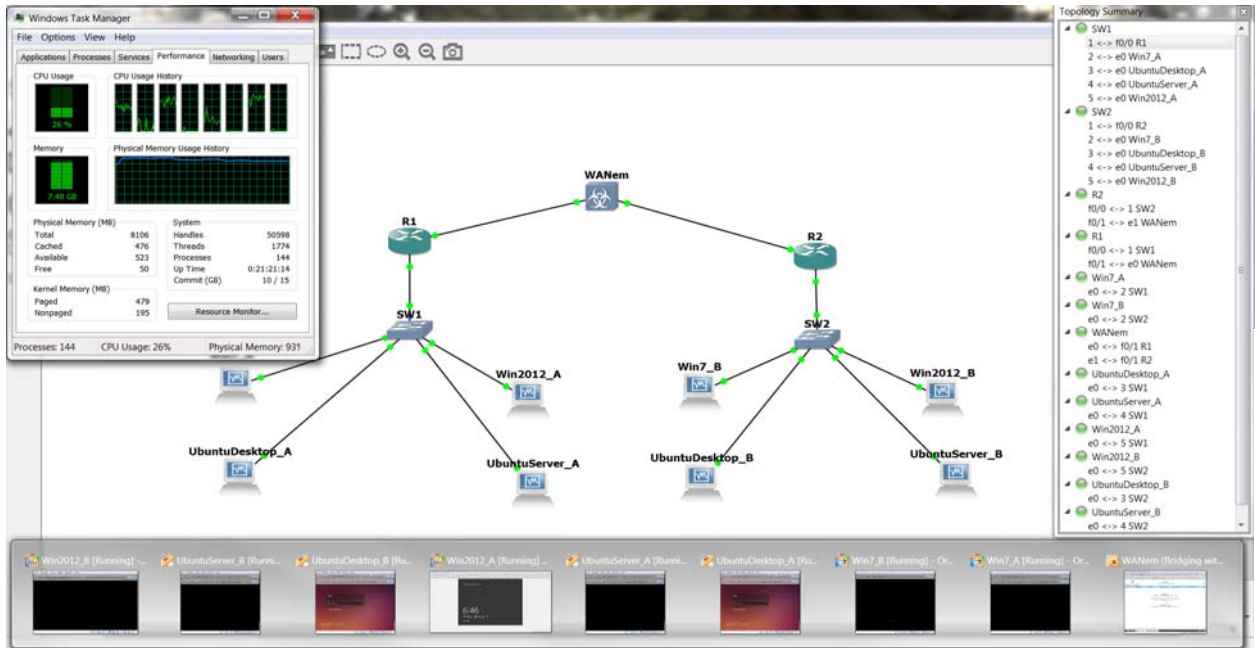 Windows Task Manager
File Options View Help
Applications Processes Services Performance Networking Users
CPU Usage
CPU Usage History
26 %
Memory
Physical Memory Usage History
7.40 GB
Physical Memory (MB)
Total 8106
Cached 476
Available 523
Free 50
Kernel Memory (MB)
Paged 479
Nonpaged 195
System
Handles 50598
Threads 1774
Processes 144
Up Time 0:21:21:14
Commit (GB) 10 / 15
Resource Monitor...
Processes: 144 CPU Usage: 26% Physical Memory: 93%
WANem
R1
R2
SW1
SW2
Win2012_A
Win7_B
Win2012_B
UbuntuDesktop_A
UbuntuServer_A
UbuntuDesktop_B
UbuntuServer_B
Topology Summary
SW1
1 <-> f0/0 R1
2 <-> e0 Win7_A
3 <-> e0 UbuntuDesktop_A
4 <-> e0 UbuntuServer_A
5 <-> e0 Win2012_A
SW2
1 <-> f0/0 R2
2 <-> e0 Win7_B
3 <-> e0 UbuntuDesktop_B
4 <-> e0 UbuntuServer_B
5 <-> e0 Win2012_B
R2
f0/0 <-> 1 SW2
f0/1 <-> e1 WANem
R1
f0/0 <-> 1 SW1
f0/1 <-> e0 WANem
Win7_A
e0 <-> 2 SW1
Win7_B
e0 <-> 2 SW2
WANem
e0 <-> f0/1 R1
e1 <-> f0/1 R2
UbuntuDesktop_A
e0 <-> 3 SW1
UbuntuServer_A
e0 <-> 4 SW1
Win2012_A
e0 <-> 5 SW1
Win2012_B
e0 <-> 5 SW2
UbuntuDesktop_B
e0 <-> 3 SW2
UbuntuServer_B
e0 <-> 4 SW2
Win2012_B [Running] -...
UbuntuServer_B [Runni...
UbuntuDesktop_B [Ru...
Win2012_A [Running] ...
UbuntuServer_A [Runni...
UbuntuDesktop_A [Ru...
Win7_B [Running] - Or...
Win7_A [Running] - Or...
WANem (Bridging wit...
6:46